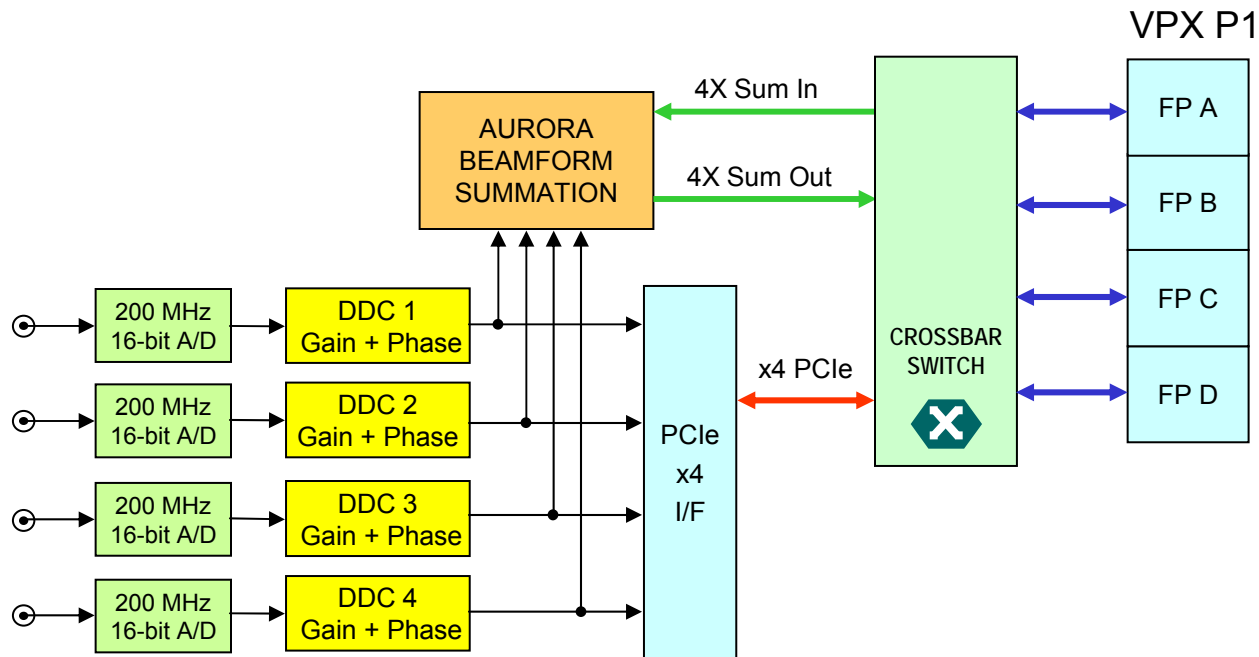 VPX P1
4X Sum In
AURORA
BEAMFORM
SUMMATION
4X Sum Out
FP A
FP B
FP C
FP D
CROSSBAR
SWITCH
x4 PCIe
PCIe
x4
I/F
200 MHz
16-bit A/D
DDC 1
Gain + Phase
200 MHz
16-bit A/D
DDC 2
Gain + Phase
200 MHz
16-bit A/D
DDC 3
Gain + Phase
200 MHz
16-bit A/D
DDC 4
Gain + Phase